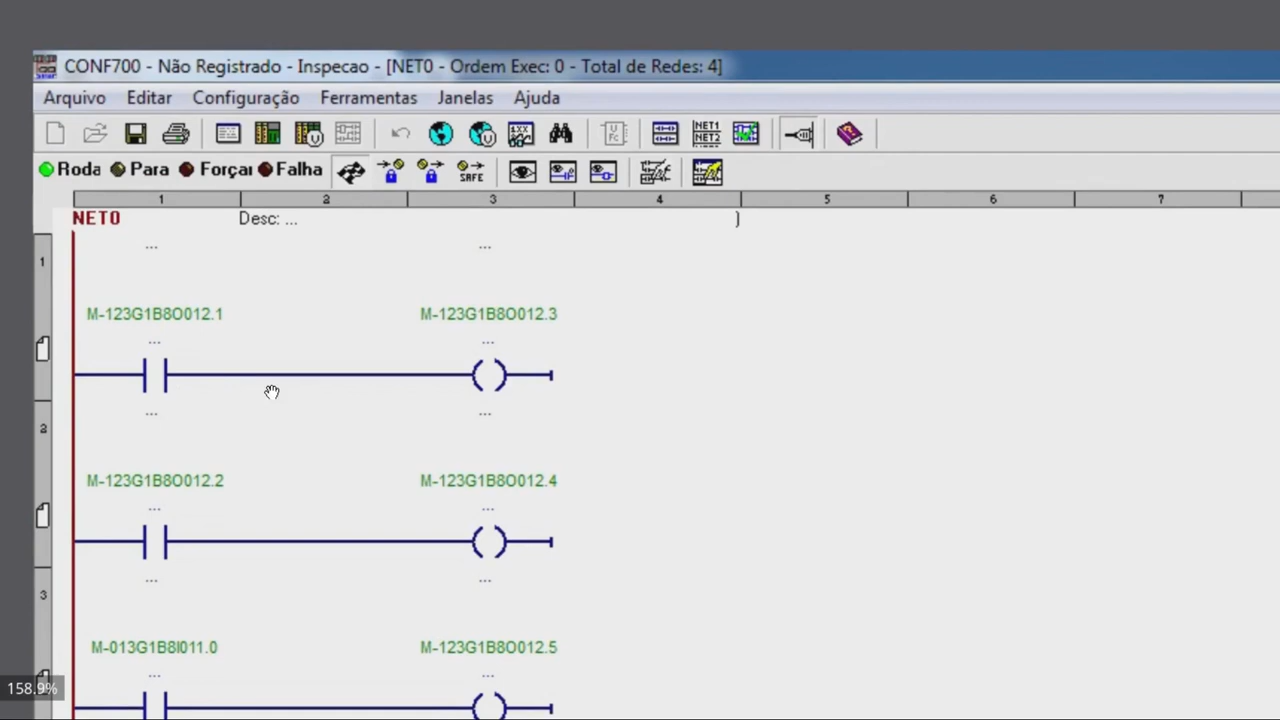 CONF700 - Não Registrado - Inspecao - [NET0 - Ordem Exec: 0 - Total de Redes: 4]
Arquivo Editar Configuração Ferramentas Janelas Ajuda
NET1
NET2
Roda Para Forçar Falha SAFE
1 2 3 4 5 6 7
NET0 Desc: ... )
... ...
1
M-123G1B8O012.1 M-123G1B8O012.3
... ...
... ...
2
M-123G1B8O012.2 M-123G1B8O012.4
... ...
... ...
3
M-013G1B8I011.0 M-123G1B8O012.5
... ...
158.9%